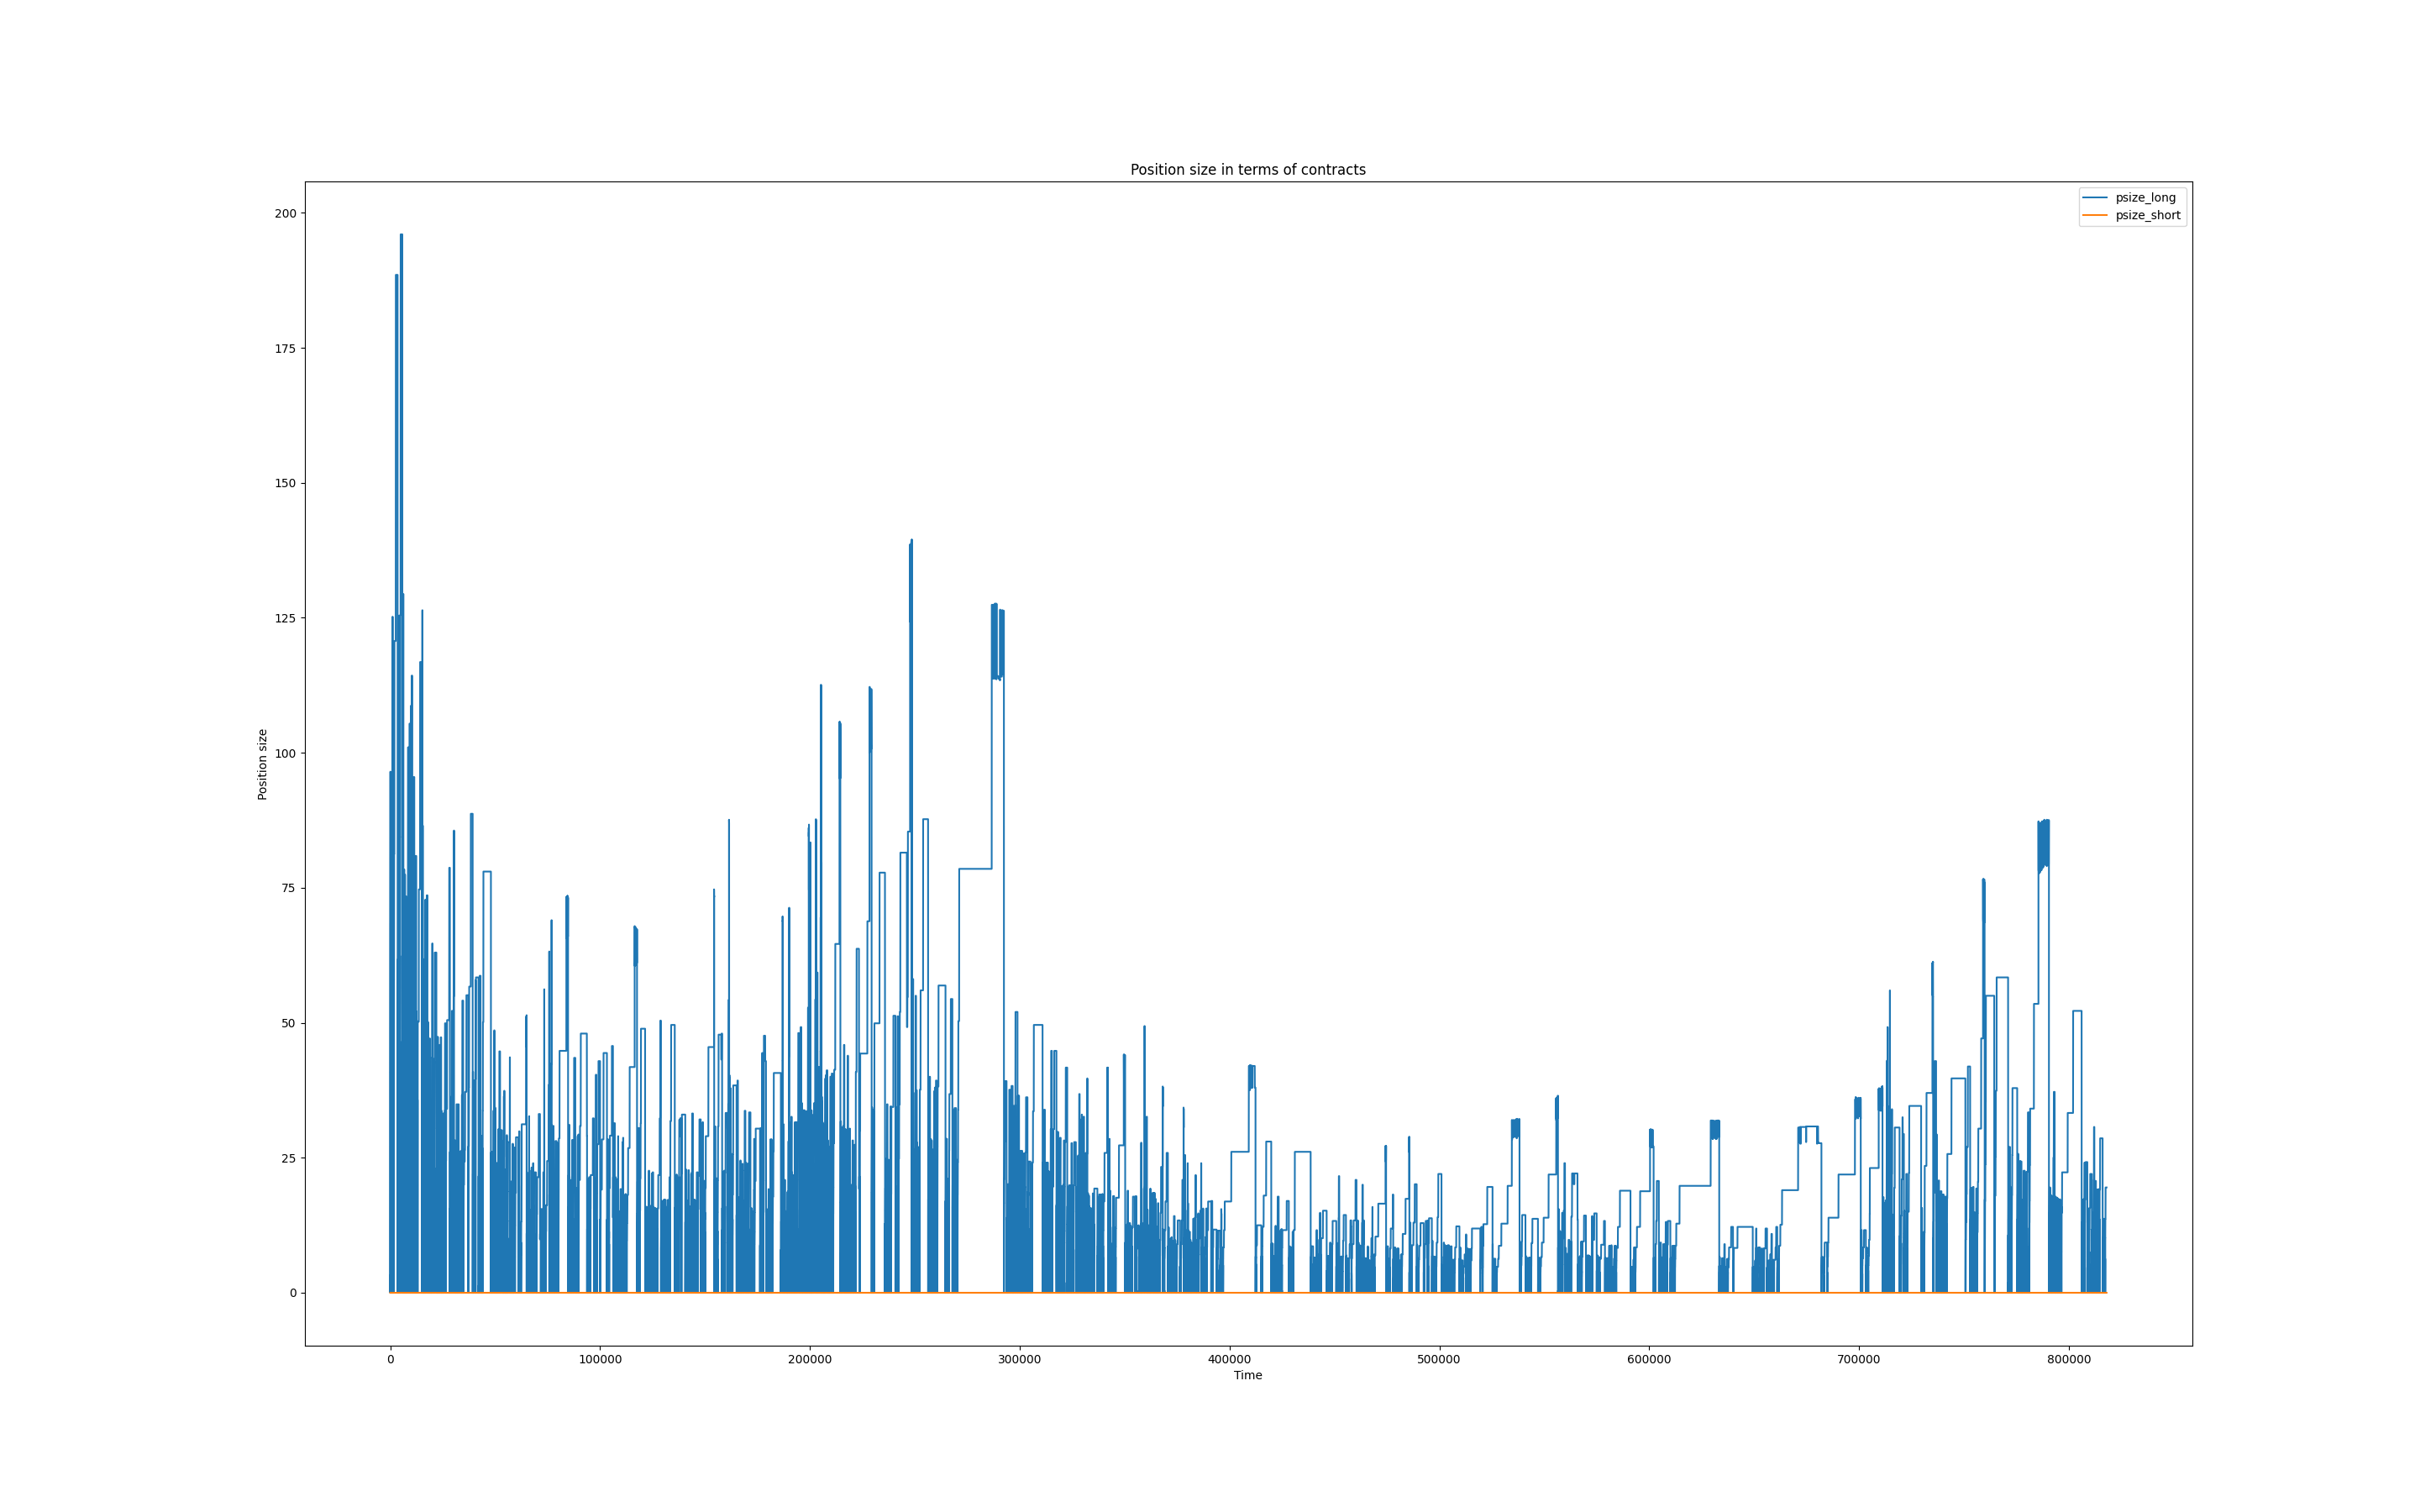 Position size in terms of contracts
psize_long
psize_short
200
175
150
125
100
75
50
25
0
Position size
0 100000 200000 300000 400000 500000 600000 700000 800000
Time